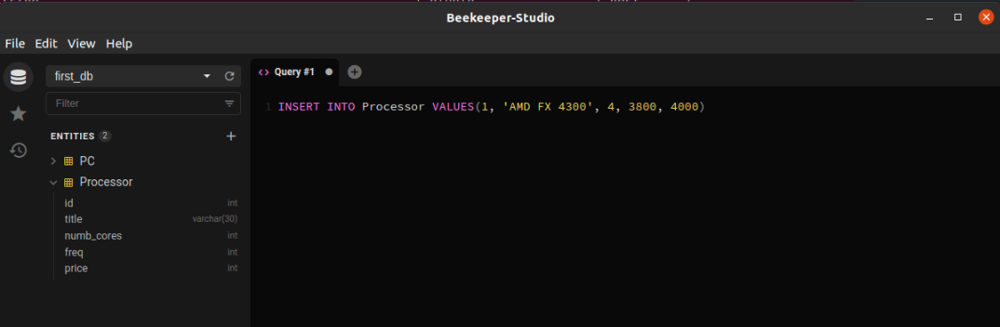 Beekeeper-Studio
File Edit View Help
first_db
Query #1
Filter
1 INSERT INTO Processor VALUES(1, 'AMD FX 4300', 4, 3800, 4000)
ENTITIES 2
PC
Processor
id int
title varchar(30)
numb_cores int
freq int
price int